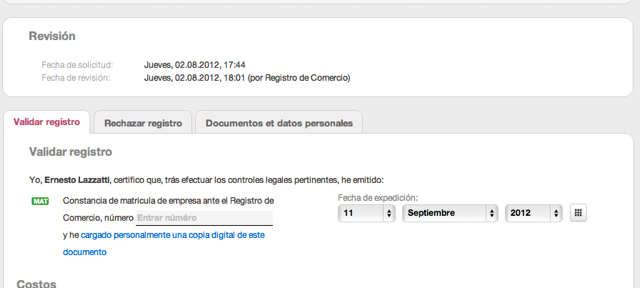 Revisión
Fecha de solicitud: Jueves, 02.08.2012, 17:44
Fecha de revisión: Jueves, 02.08.2012, 18:01 (por Registro de Comercio)
Validar registro Rechazar registro Documentos et datos personales
Validar registro
Yo, Ernesto Lazzatti, certifico que, trás efectuar los controles legales pertinentes, he emitido:
MAT Constancia de matricula de empresa ante el Registro de
Comercio, número Entrar núméro
y he cargado personalmente una copia digital de este
documento
Fecha de expedición:
11 Septiembre 2012
Costos